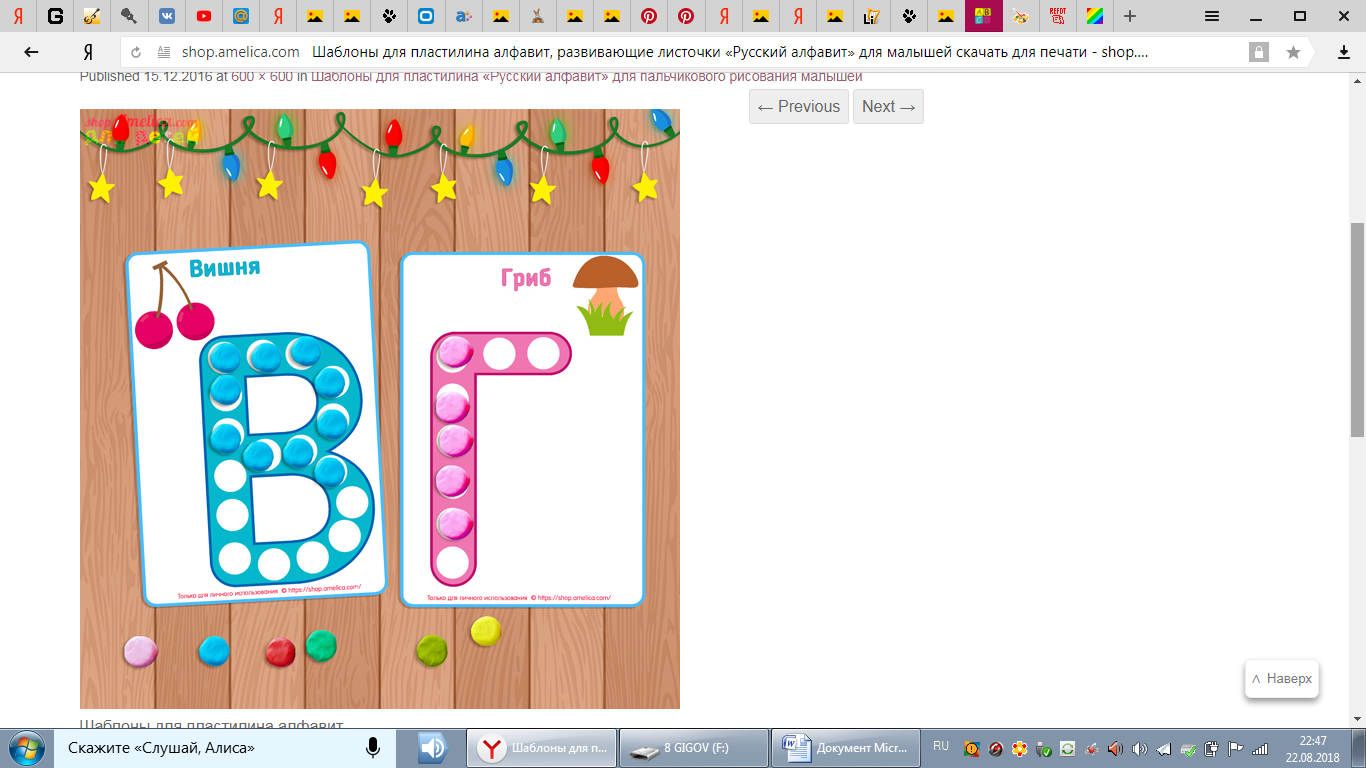 shop.amelica.com Шаблоны для пластилина алфавит, развивающие листочки «Русский алфавит» для малышей скачать для печати - shop....
Published 15.12.2016 at 600 × 600 in Шаблоны для пластилина «Русский алфавит» для пальчикового рисования малышей
← Previous Next →
shop.Amelica.com
Вишня
В
Только для личного использования © https://shop.amelica.com/
Гриб
Г
Только для личного использования © https://shop.amelica.com/
Наверх
Шаблоны для пластилина алфавит
Скажите «Слушай, Алиса»
Шаблоны для п...
8 GIGOV (F:)
Документ Micr...
RU
22:47
22.08.2018